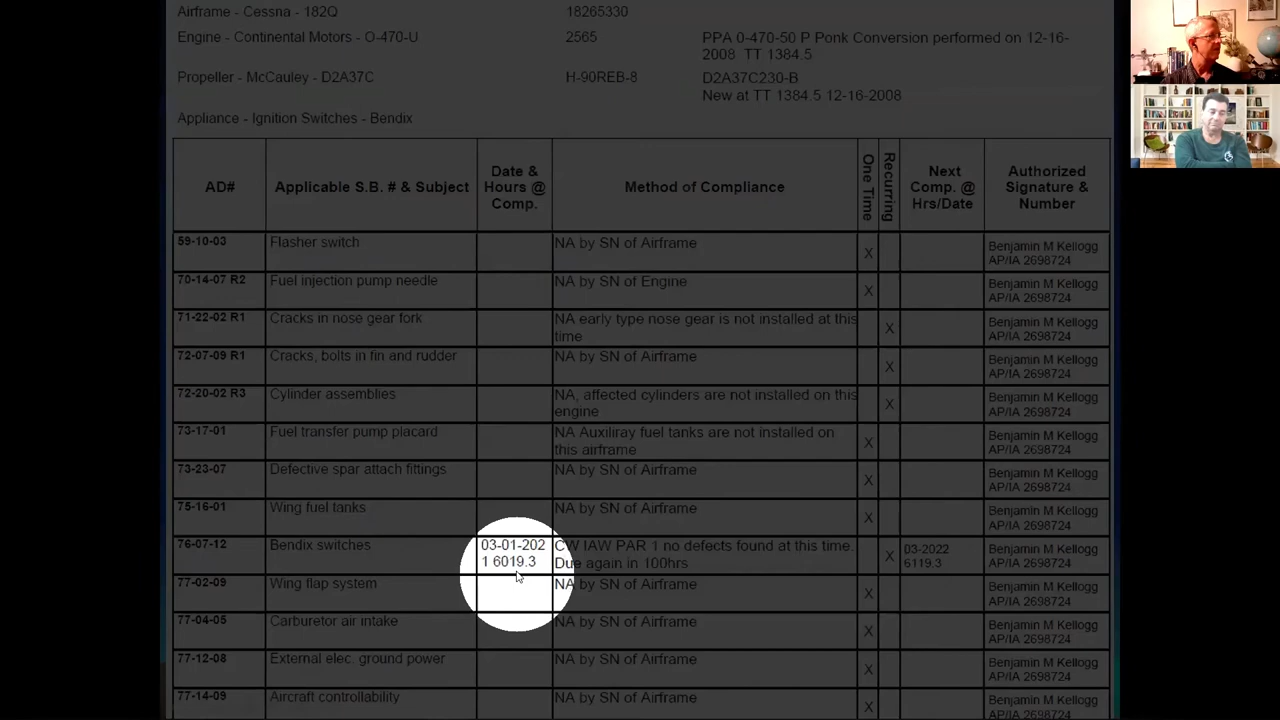 Airframe - Cessna - 182Q 18265330
Engine - Continental Motors - O-470-U 2565 PPA 0-470-50 P Ponk Conversion performed on 12-16-
2008 TT 1384.5
Propeller - McCauley - D2A37C H-90REB-8 D2A37C230-B
New at TT 1384 5 12-16-2008
Appliance - Ignition Switches - Bendix
AD# Applicable S.B. # & Subject Date & Hours @ Comp. Method of Compliance One Time Recurring Next Comp. @ Hrs/Date Authorized Signature & Number
59-10-03 Flasher switch NA by SN of Airframe X Benjamin M Kellogg
AP/IA 2698724
70-14-07 R2 Fuel injection pump needle NA by SN of Engine X Benjamin M Kellogg
AP/IA 2698724
71-22-02 R1 Cracks in nose gear fork NA early type nose gear is not installed at this X Benjamin M Kellogg
time AP/IA 2698724
72-07-09 R1 Cracks, bolts in fin and rudder NA by SN of Airframe X Benjamin M Kellogg
AP/IA 2698724
72-20-02 R3 Cylinder assemblies NA, affected cylinders are not installed on this X Benjamin M Kellogg
engine AP/IA 2698724
73-17-01 Fuel transfer pump placard NA Auxiliray fuel tanks are not installed on X Benjamin M Kellogg
this airframe AP/IA 2698724
73-23-07 Defective spar attach fittings NA by SN of Airframe X Benjamin M Kellogg
AP/IA 2698724
75-16-01 Wing fuel tanks NA by SN of Airframe X Benjamin M Kellogg
AP/IA 2698724
76-07-12 Bendix switches 03-01-202 CW IAW PAR 1 no defects found at this time. X 03-2022 Benjamin M Kellogg
1 6019.3 Due again in 100hrs 6119.3 AP/IA 2698724
77-02-09 Wing flap system NA by SN of Airframe X Benjamin M Kellogg
AP/IA 2698724
77-04-05 Carburetor air intake NA by SN of Airframe X Benjamin M Kellogg
AP/IA 2698724
77-12-08 External elec. ground power NA by SN of Airframe X Benjamin M Kellogg
AP/IA 2698724
77-14-09 Aircraft controllability NA by SN of Airframe X Benjamin M Kellogg
AP/IA 2698724